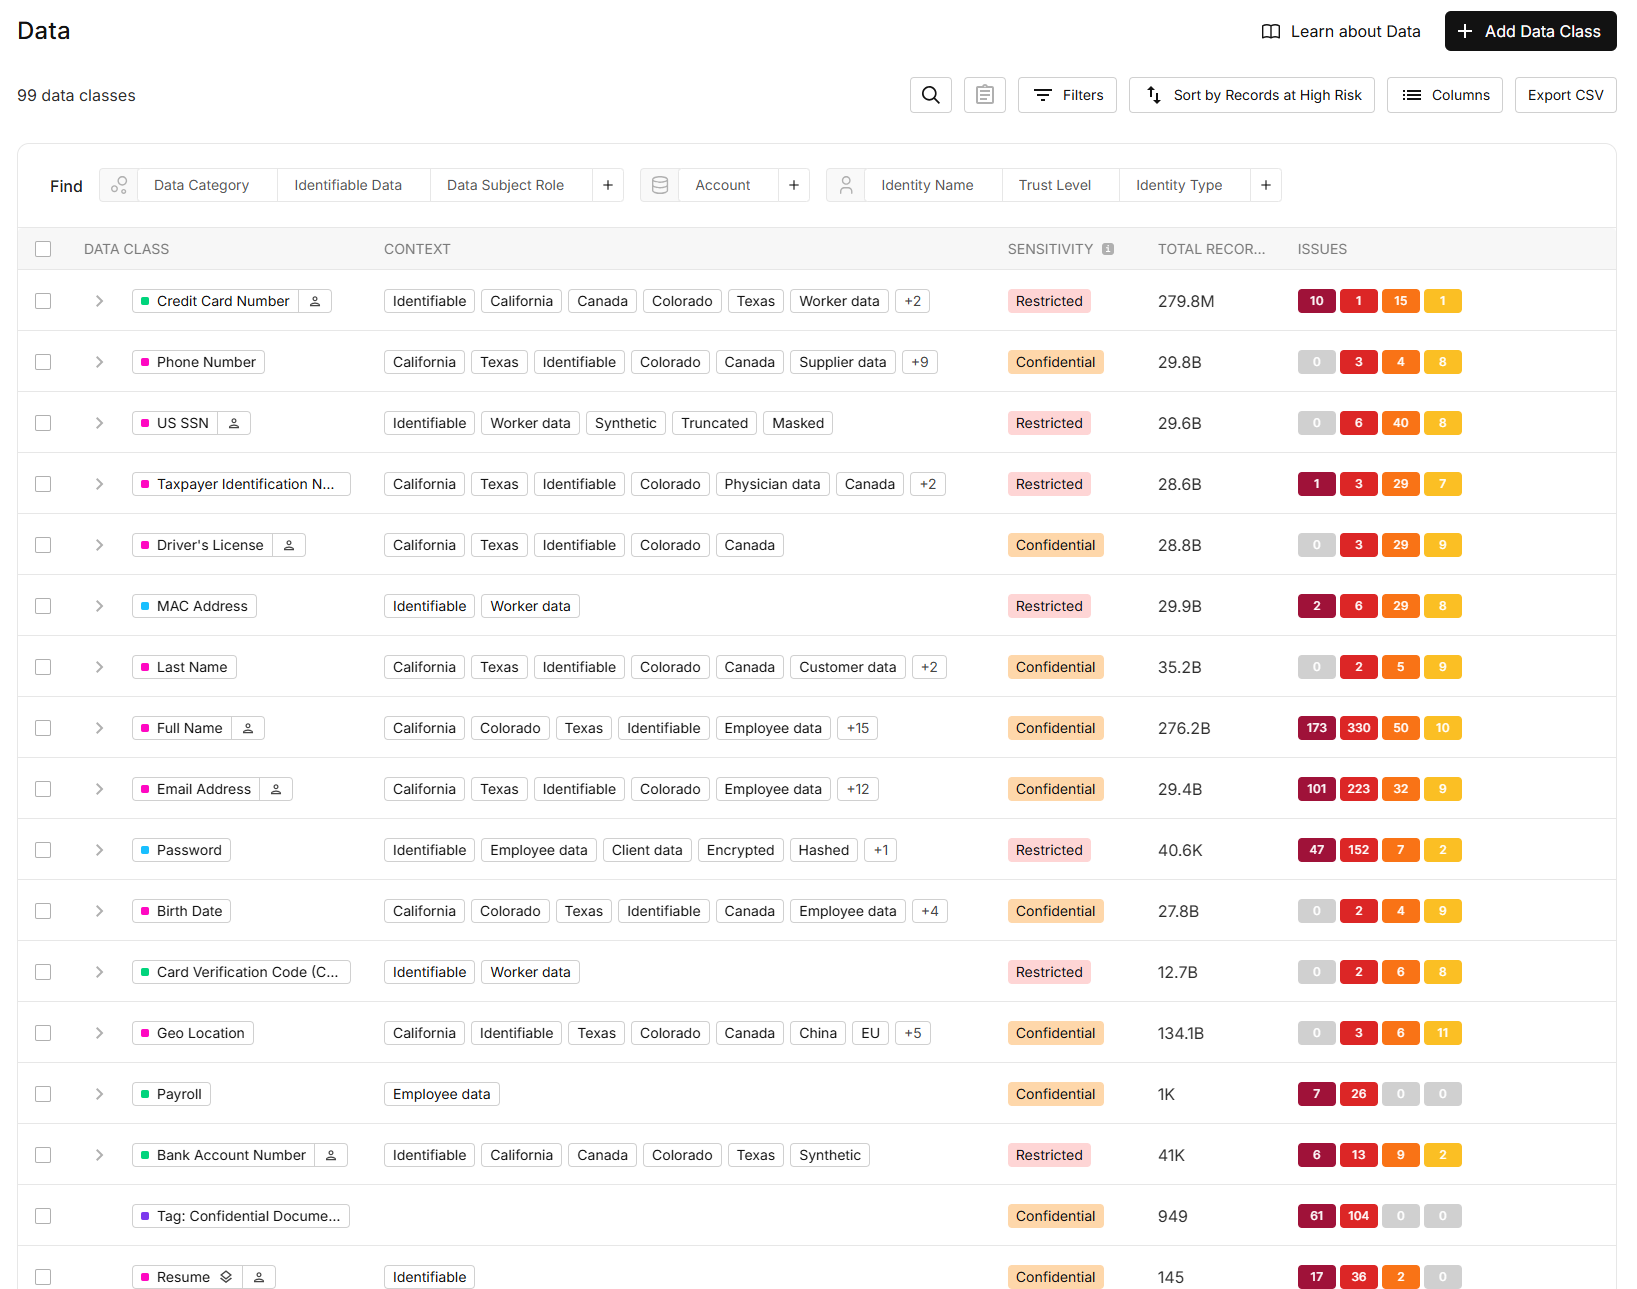 Data
Learn about Data
Add Data Class
99 data classes
Filters
Sort by Records at High Risk
Columns
Export CSV
Find Data Category Identifiable Data Data Subject Role + Account + Identity Name Trust Level Identity Type +
DATA CLASS CONTEXT SENSITIVITY i TOTAL RECOR... ISSUES
Credit Card Number Identifiable California Canada Colorado Texas Worker data +2 Restricted 279.8M 10 1 15 1
Phone Number California Texas Identifiable Colorado Canada Supplier data +9 Confidential 29.8B 0 3 4 8
US SSN Identifiable Worker data Synthetic Truncated Masked Restricted 29.6B 0 6 40 8
Taxpayer Identification N... California Texas Identifiable Colorado Physician data Canada +2 Restricted 28.6B 1 3 29 7
Driver's License California Texas Identifiable Colorado Canada Confidential 28.8B 0 3 29 9
MAC Address Identifiable Worker data Restricted 29.9B 2 6 29 8
Last Name California Texas Identifiable Colorado Canada Customer data +2 Confidential 35.2B 0 2 5 9
Full Name California Colorado Texas Identifiable Employee data +15 Confidential 276.2B 173 330 50 10
Email Address California Texas Identifiable Colorado Employee data +12 Confidential 29.4B 101 223 32 9
Password Identifiable Employee data Client data Encrypted Hashed +1 Restricted 40.6K 47 152 7 2
Birth Date California Colorado Texas Identifiable Canada Employee data +4 Confidential 27.8B 0 2 4 9
Card Verification Code (C... Identifiable Worker data Restricted 12.7B 0 2 6 8
Geo Location California Identifiable Texas Colorado Canada China EU +5 Confidential 134.1B 0 3 6 11
Payroll Employee data Confidential 1K 7 26 0 0
Bank Account Number Identifiable California Canada Colorado Texas Synthetic Restricted 41K 6 13 9 2
Tag: Confidential Docume... Confidential 949 61 104 0 0
Resume Identifiable Confidential 145 17 36 2 0